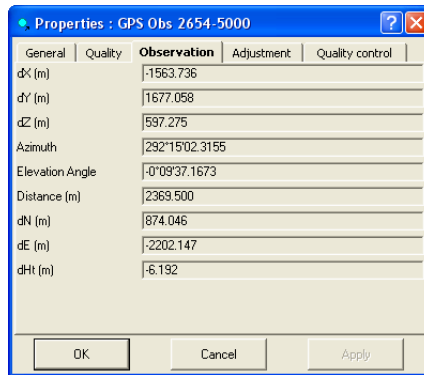 Properties : GPS Obs 2654-5000
General Quality Observation Adjustment Quality control
dX (m) -1563.736
dY (m) 1677.058
dZ (m) 597.275
Azimuth 292°15'02.3155
Elevation Angle -0°09'37.1673
Distance (m) 2369.500
dN (m) 874.046
dE (m) -2202.147
dHt (m) -6.192
OK Cancel Apply